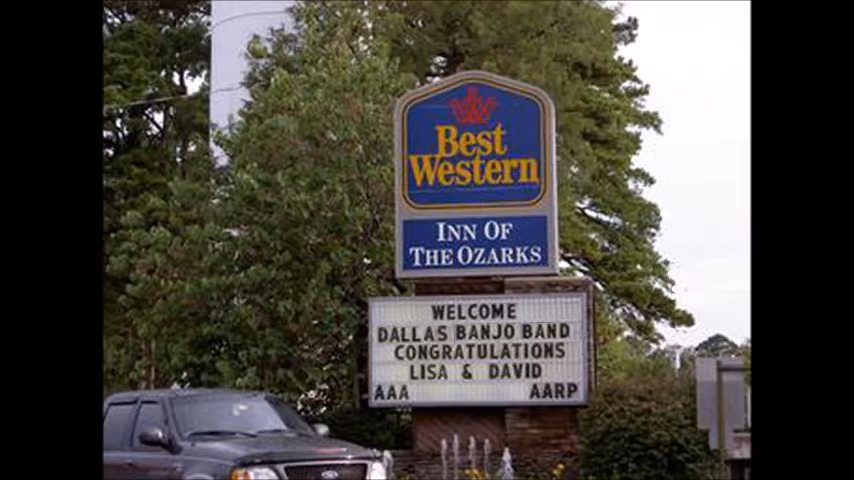 Best
Western
INN OF
THE OZARKS
WELCOME
DALLAS BANJO BAND
CONGRATULATIONS
LISA & DAVID
AAA AARP